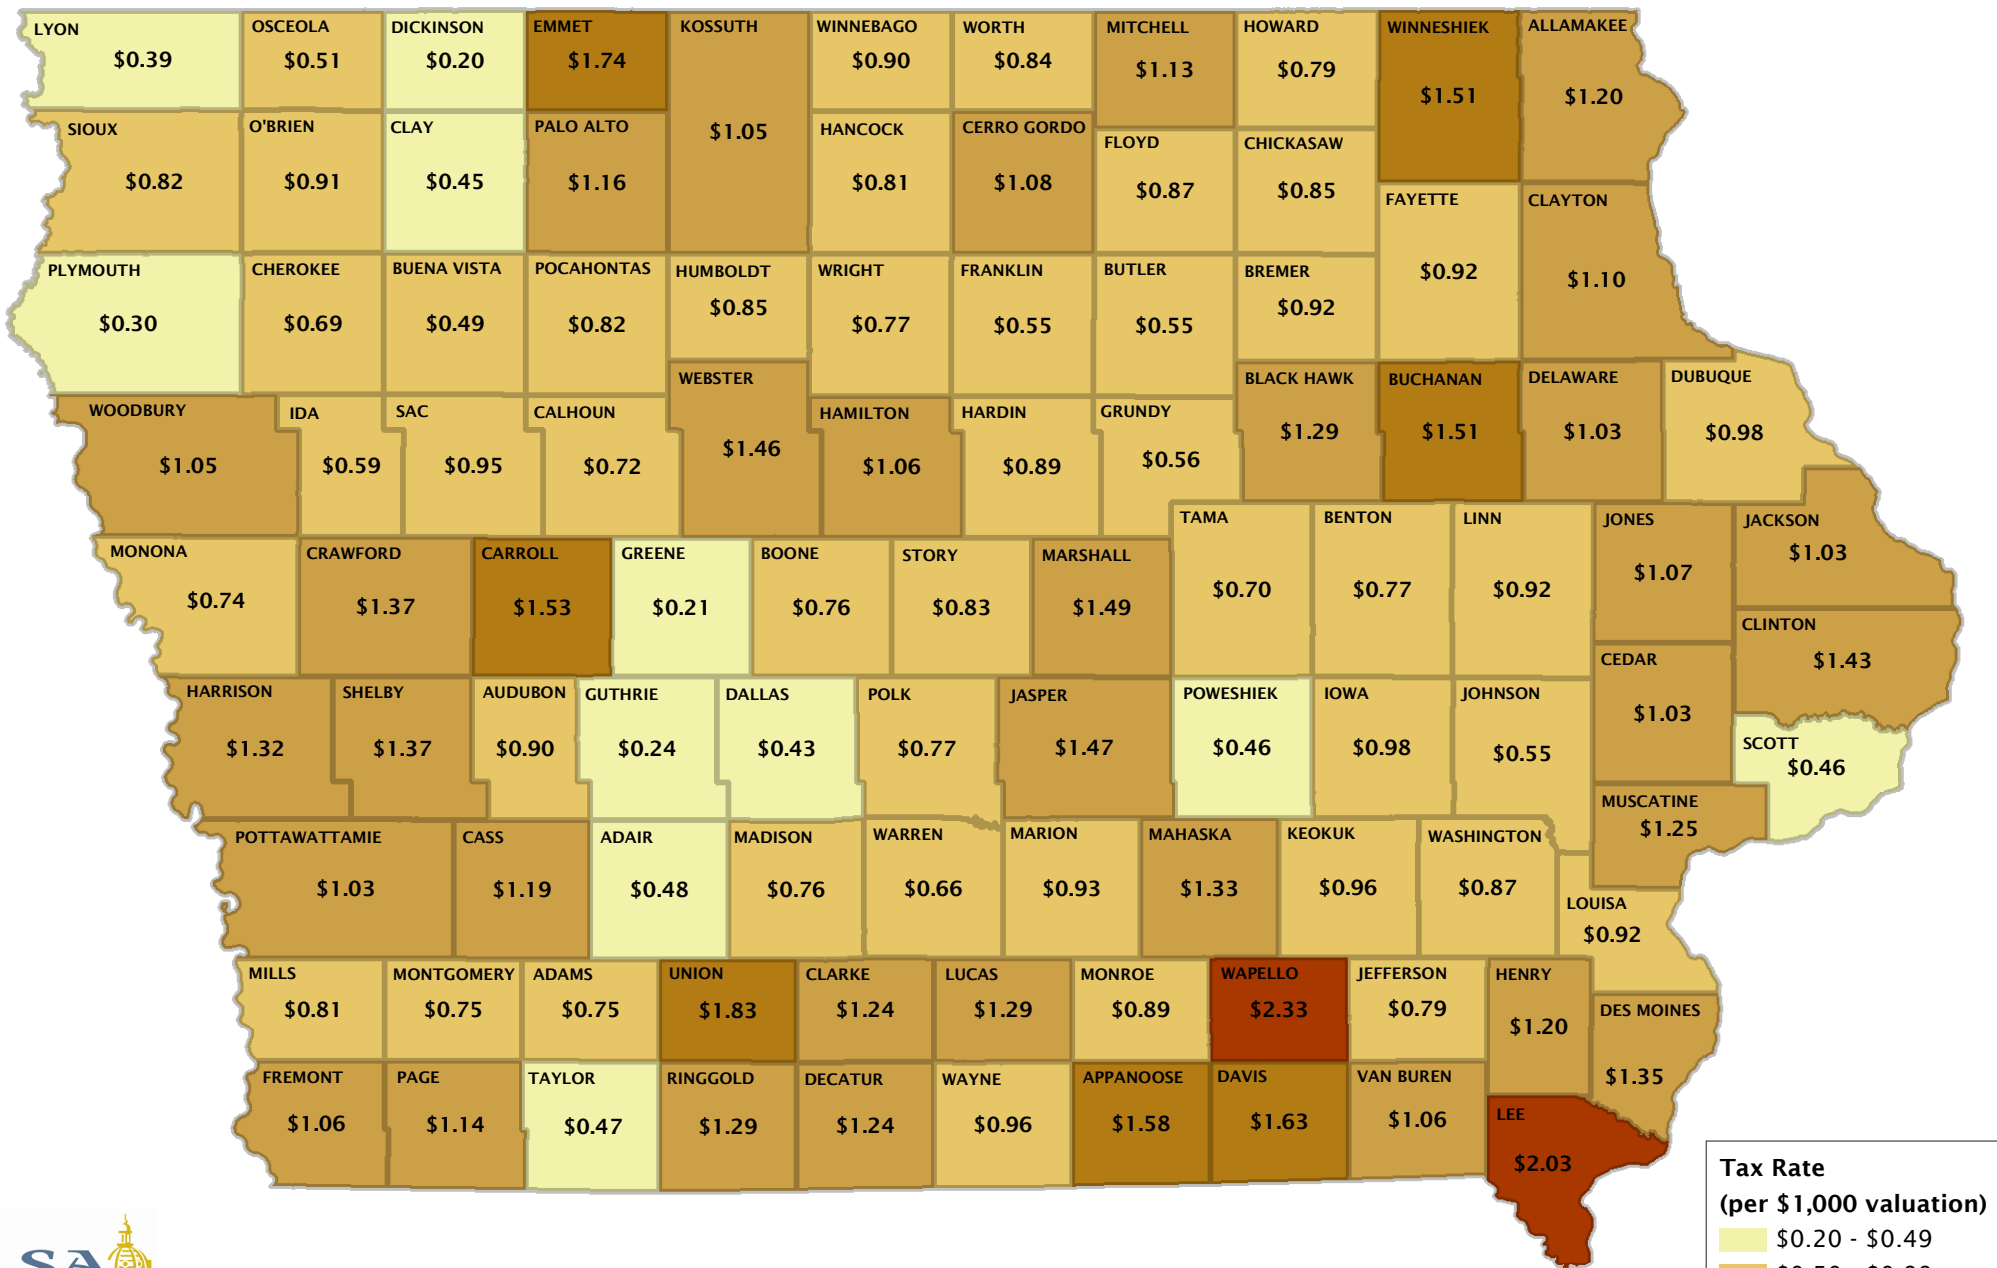 LYON
$0.39
OSCEOLA
$0.51
DICKINSON
$0.20
EMMET
$1.74
KOSSUTH
$1.05
WINNEBAGO
$0.90
WORTH
$0.84
MITCHELL
$1.13
HOWARD
$0.79
WINNESHIEK
$1.51
ALLAMAKEE
$1.20
SIOUX
$0.82
O'BRIEN
$0.91
CLAY
$0.45
PALO ALTO
$1.16
HANCOCK
$0.81
CERRO GORDO
$1.08
FLOYD
$0.87
CHICKASAW
$0.85
FAYETTE
$0.92
CLAYTON
$1.10
PLYMOUTH
$0.30
CHEROKEE
$0.69
BUENA VISTA
$0.49
POCAHONTAS
$0.82
HUMBOLDT
$0.85
WRIGHT
$0.77
FRANKLIN
$0.55
BUTLER
$0.55
BREMER
$0.92
WOODBURY
$1.05
IDA
$0.59
SAC
$0.95
CALHOUN
$0.72
WEBSTER
$1.46
HAMILTON
$1.06
HARDIN
$0.89
GRUNDY
$0.56
BLACK HAWK
$1.29
BUCHANAN
$1.51
DELAWARE
$1.03
DUBUQUE
$0.98
MONONA
$0.74
CRAWFORD
$1.37
CARROLL
$1.53
GREENE
$0.21
BOONE
$0.76
STORY
$0.83
MARSHALL
$1.49
TAMA
$0.70
BENTON
$0.77
LINN
$0.92
JONES
$1.07
JACKSON
$1.03
CLINTON
$1.43
HARRISON
$1.32
SHELBY
$1.37
AUDUBON
$0.90
GUTHRIE
$0.24
DALLAS
$0.43
POLK
$0.77
JASPER
$1.47
POWESHIEK
$0.46
IOWA
$0.98
JOHNSON
$0.55
CEDAR
$1.03
SCOTT
$0.46
MUSCATINE
$1.25
POTTAWATTAMIE
$1.03
CASS
$1.19
ADAIR
$0.48
MADISON
$0.76
WARREN
$0.66
MARION
$0.93
MAHASKA
$1.33
KEOKUK
$0.96
WASHINGTON
$0.87
LOUISA
$0.92
MILLS
$0.81
MONTGOMERY
$0.75
ADAMS
$0.75
UNION
$1.83
CLARKE
$1.24
LUCAS
$1.29
MONROE
$0.89
WAPELLO
$2.33
JEFFERSON
$0.79
HENRY
$1.20
DES MOINES
$1.35
FREMONT
$1.06
PAGE
$1.14
TAYLOR
$0.47
RINGGOLD
$1.29
DECATUR
$1.24
WAYNE
$0.96
APPANOOSE
$1.58
DAVIS
$1.63
VAN BUREN
$1.06
LEE
$2.03
Tax Rate
(per $1,000 valuation)
$0.20 - $0.49